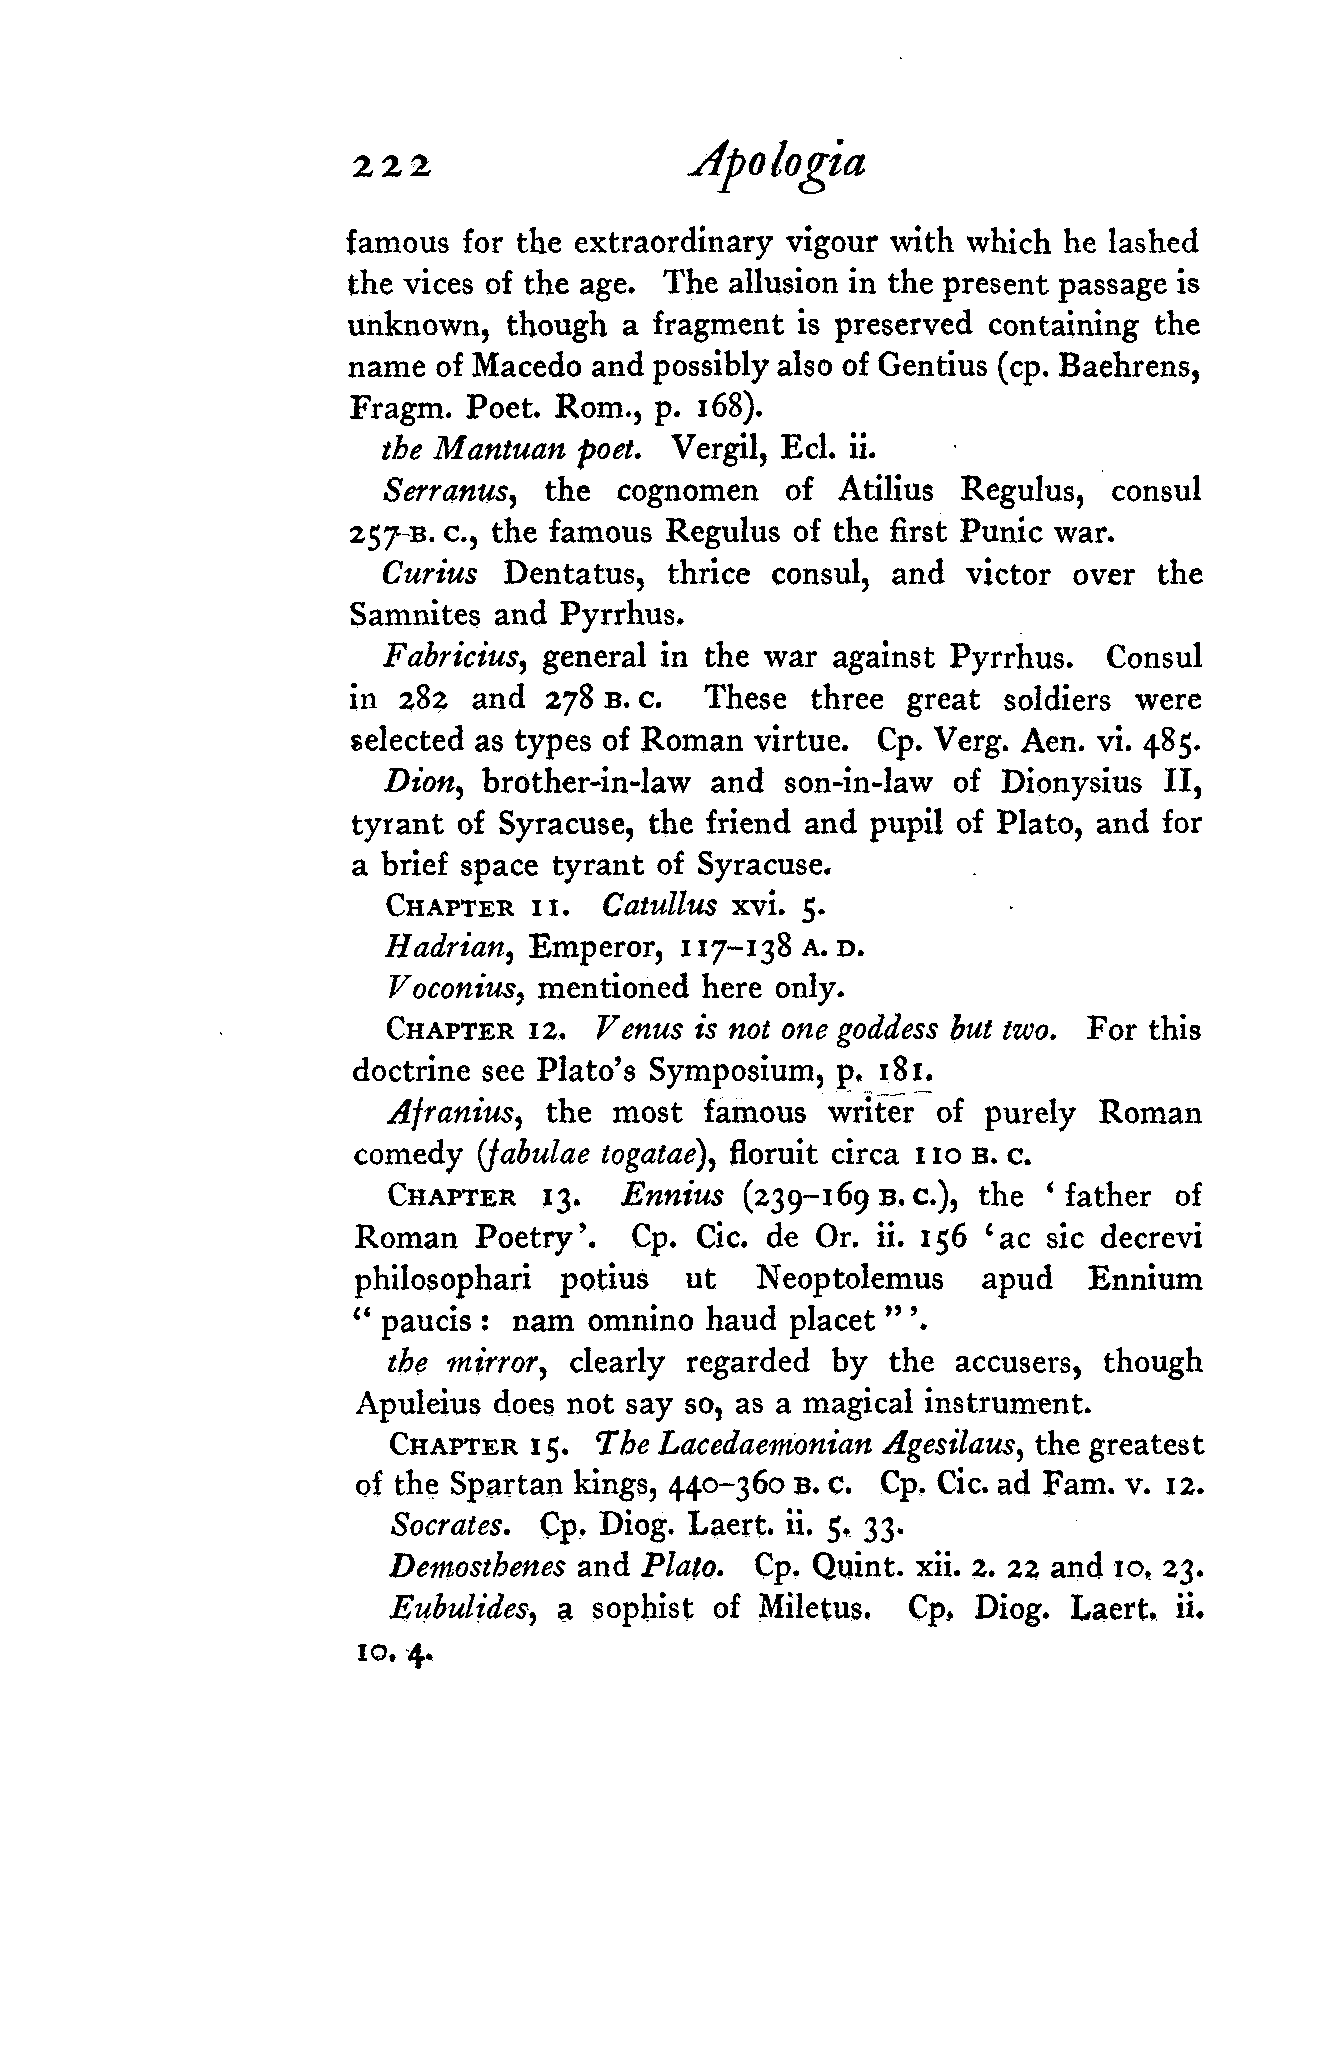 222 Apologia
famous for the extraordinary vigour with which he lashed
the vices of the age. The allusion in the present passage is
unknown, though a fragment is preserved containing the
name of Macedo and possibly also of Gentius (cp. Baehrens,
Fragm. Poet. Rom., p. 168).
the Mantuan poet. Vergil, Ecl. ii.
Serranus, the cognomen of Atilius Regulus, consul
257 B. C., the famous Regulus of the first Punic war.
Curius Dentatus, thrice consul, and victor over the
Samnites and Pyrrhus.
Fabricius, general in the war against Pyrrhus. Consul
in 282 and 278 B. C. These three great soldiers were
selected as types of Roman virtue. Cp. Verg. Aen. vi. 485.
Dion, brother-in-law and son-in-law of Dionysius II,
tyrant of Syracuse, the friend and pupil of Plato, and for
a brief space tyrant of Syracuse.
CHAPTER 11. Catullus xvi. 5.
Hadrian, Emperor, 117–138 A. D.
Voconius, mentioned here only.
CHAPTER 12. Venus is not one goddess but two. For this
doctrine see Plato's Symposium, p. 181.
Afranius, the most famous writer of purely Roman
comedy (fabulae togatae), floruit circa 110 B. C.
CHAPTER 13. Ennius (239–169 B. C.), the ‘father of
Roman Poetry’. Cp. Cic. de Or. ii. 156 ‘ac sic decrevi
philosophari potius ut Neoptolemus apud Ennium
“paucis: nam omnino haud placet”’.
the mirror, clearly regarded by the accusers, though
Apuleius does not say so, as a magical instrument.
CHAPTER 15. The Lacedaemonian Agesilaus, the greatest
of the Spartan kings, 440–360 B. C. Cp. Cic. ad Fam. v. 12.
Socrates. Cp. Diog. Laert. ii. 5. 33.
Demosthenes and Plato. Cp. Quint. xii. 2. 22 and 10. 23.
Eubulides, a sophist of Miletus. Cp. Diog. Laert. ii.
10. 4.